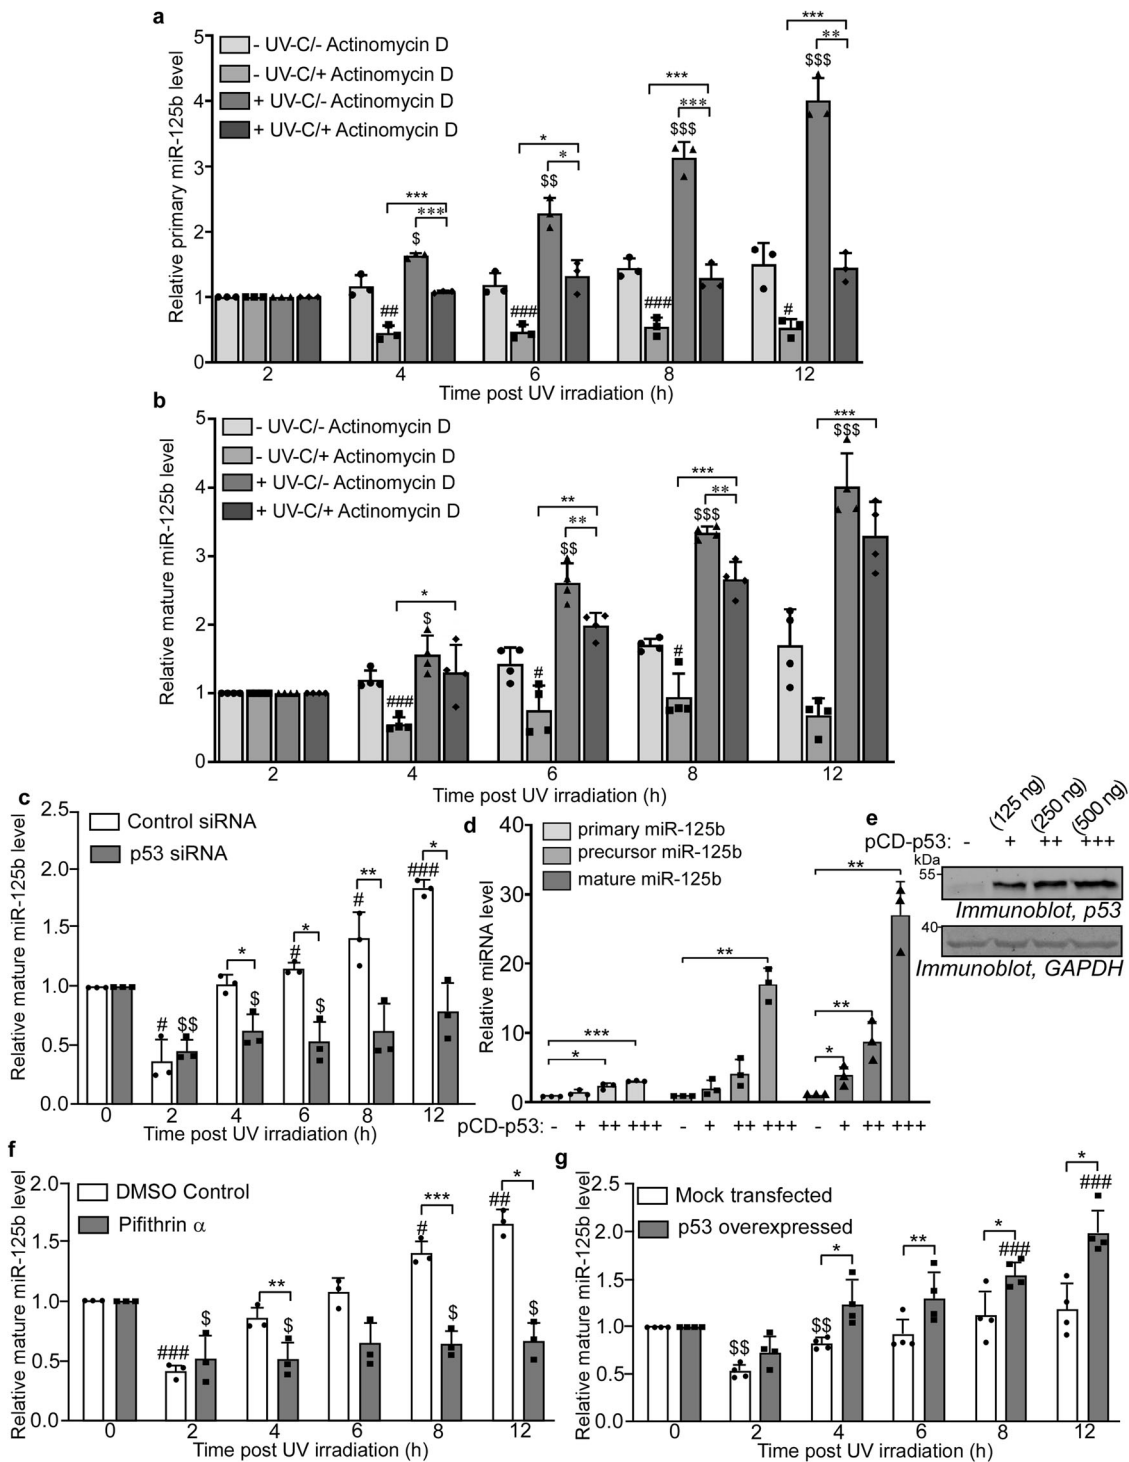 a
Relative primary miR-125b level
5
4
3
2
1
0
- UV-C/- Actinomycin D
- UV-C/+ Actinomycin D
+ UV-C/- Actinomycin D
+ UV-C/+ Actinomycin D
## $ *** ***
### $$ * *
### $$$ *** ***
# $$$ ** ***
2 4 6 8 12
Time post UV irradiation (h)
b
Relative mature miR-125b level
5
4
3
2
1
0
- UV-C/- Actinomycin D
- UV-C/+ Actinomycin D
+ UV-C/- Actinomycin D
+ UV-C/+ Actinomycin D
### $ *
# $$ ** **
# $$$ ** ***
$$$ ***
2 4 6 8 12
Time post UV irradiation (h)
c
Relative mature miR-125b level
2.5
2.0
1.5
1.0
0.5
0.0
Control siRNA
p53 siRNA
# $$
* $
# * $
# **
### *
0 2 4 6 8 12
Time post UV irradiation (h)
d
Relative miRNA level
40
30
20
10
0
primary miR-125b
precursor miR-125b
mature miR-125b
* ***
**
* ** **
pCD-p53: - + ++ +++ - + ++ +++ - + ++ +++
e
(125 ng) (250 ng) (500 ng)
pCD-p53: - + ++ +++
kDa
55
Immunoblot, p53
40
Immunoblot, GAPDH
f
Relative mature miR-125b level
2.0
1.5
1.0
0.5
0.0
DMSO Control
Pifithrin α
### $
** $
# *** $
## * $
0 2 4 6 8 12
Time post UV irradiation (h)
g
Relative mature miR-125b level
2.5
2.0
1.5
1.0
0.5
0.0
Mock transfected
p53 overexpressed
$$
$$ *
**
* ###
* ###
0 2 4 6 8 12
Time post UV irradiation (h)